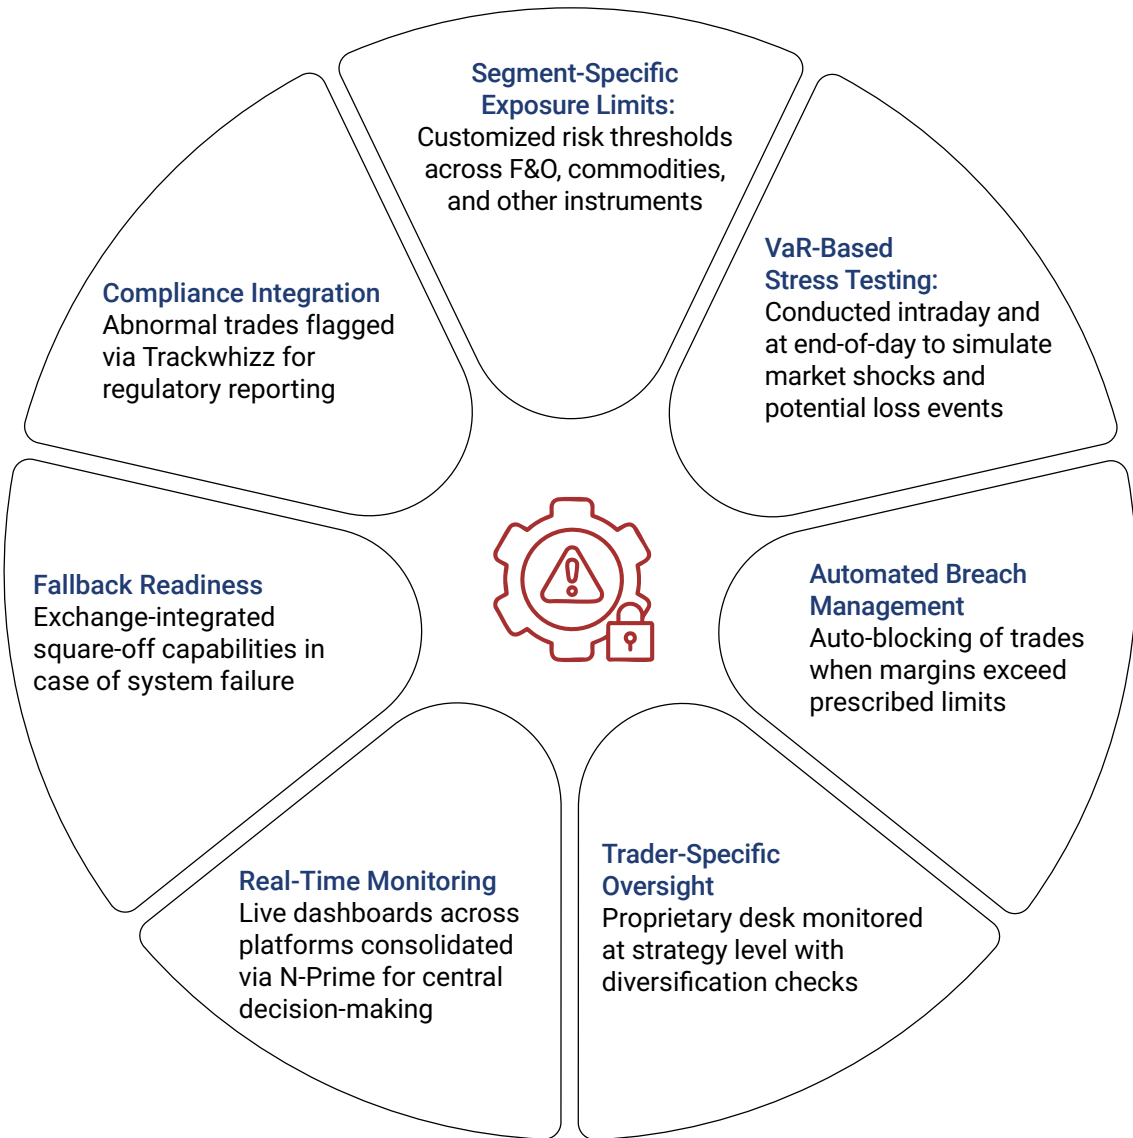 Segment-Specific
Exposure Limits:
Customized risk thresholds
across F&O, commodities,
and other instruments
VaR-Based
Stress Testing:
Conducted intraday and
at end-of-day to simulate
market shocks and
potential loss events
Automated Breach
Management
Auto-blocking of trades
when margins exceed
prescribed limits
Trader-Specific
Oversight
Proprietary desk monitored
at strategy level with
diversification checks
Real-Time Monitoring
Live dashboards across
platforms consolidated
via N-Prime for central
decision-making
Fallback Readiness
Exchange-integrated
square-off capabilities in
case of system failure
Compliance Integration
Abnormal trades flagged
via Trackwhizz for
regulatory reporting